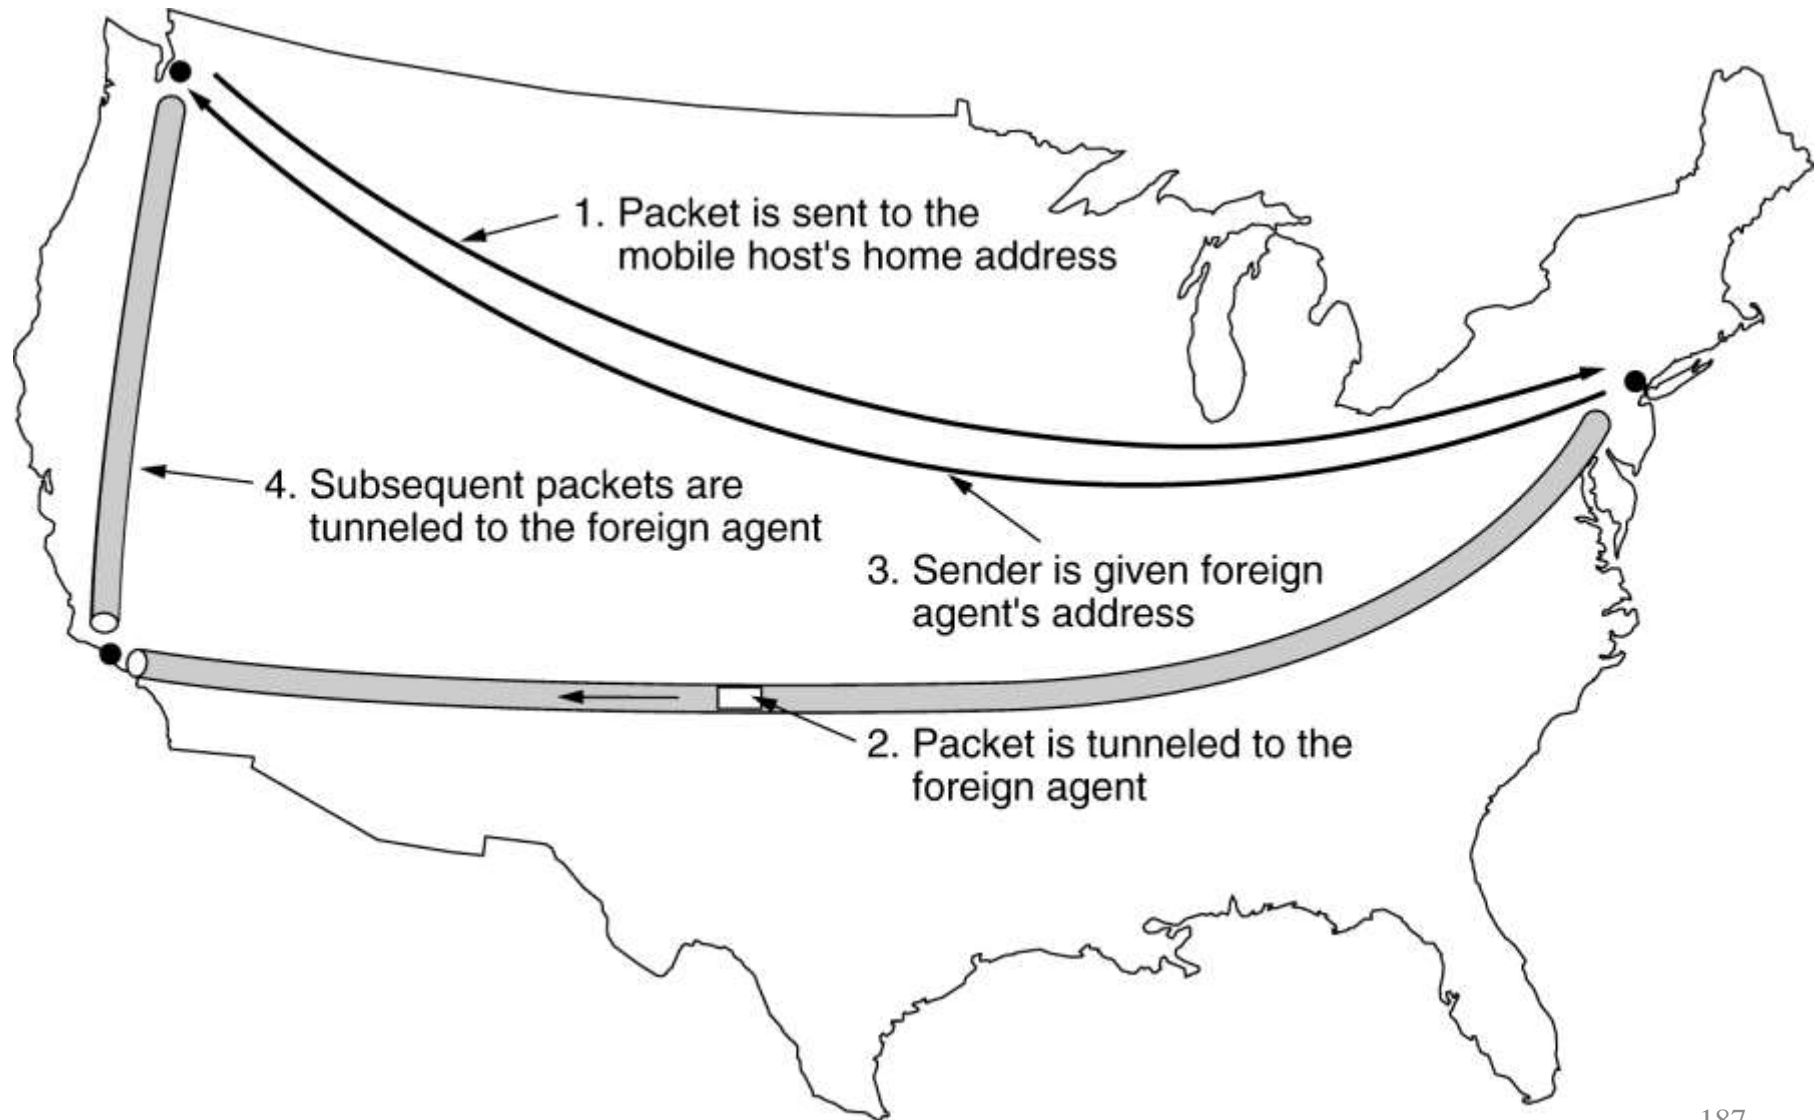 1. Packet is sent to the
mobile host's home address
4. Subsequent packets are
tunneled to the foreign agent
3. Sender is given foreign
agent's address
2. Packet is tunneled to the
foreign agent
187